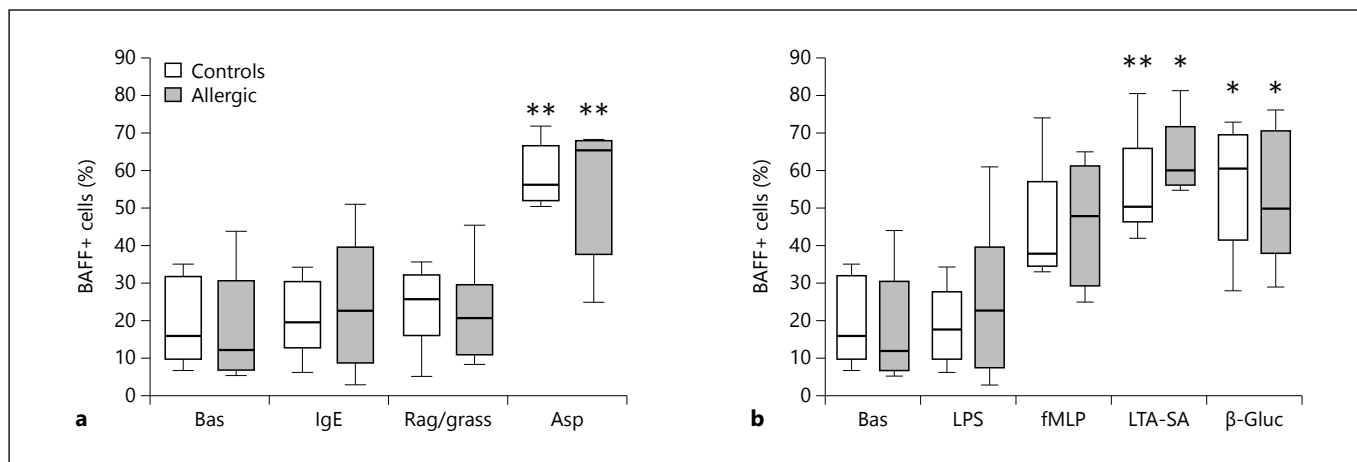 90
80
70
60
50
40
30
20
10
0
BAFF+ cells (%)
Controls
Allergic
** **
Bas IgE Rag/grass Asp
a
90
80
70
60
50
40
30
20
10
0
BAFF+ cells (%)
** * * *
Bas LPS fMLP LTA-SA β-Gluc
b